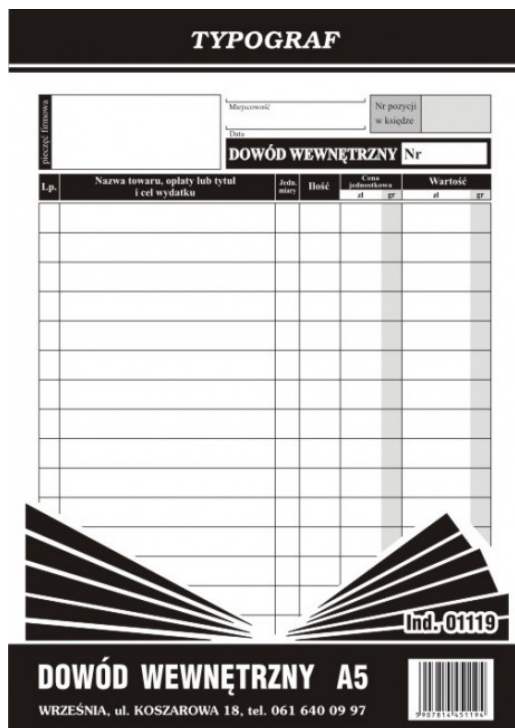 TYPOGRAF
pieczęć firmowa
Miejscowość
Data
Nr pozycji
w księdze
DOWÓD WEWNĘTRZNY Nr
Lp.
Nazwa towaru, opłaty lub tytuł
i cel wydatku
Jedn.
miary
Ilość
Cena
jednostkowa
zł gr
Wartość
zł gr
Ind. 01119
DOWÓD WEWNĘTRZNY A5
WRZEŚNIA, ul. KOSZAROWA 18, tel. 061 640 09 97
5907814451194